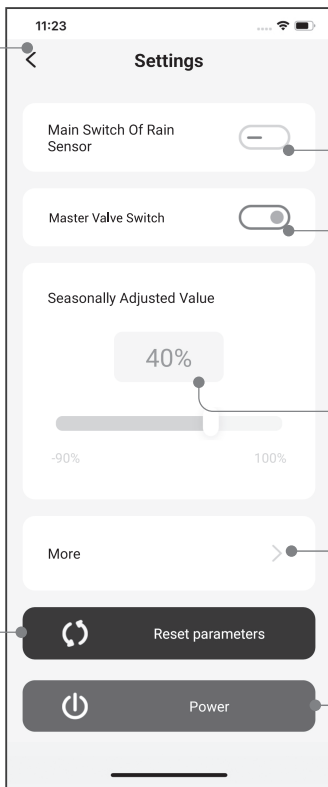 11:23
Settings
Main Switch Of Rain
Sensor
Master Valve Switch
Seasonally Adjusted Value
40%
-90%
100%
More
Reset parameters
Power